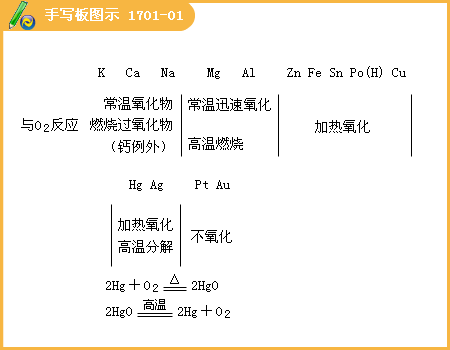 手写板图示 1701-01
K Ca Na Mg Al Zn Fe Sn Po(H) Cu
常温氧化物 常温迅速氧化
与O₂反应 燃烧过氧化物 加热氧化
（钙例外） 高温燃烧
Hg Ag Pt Au
加热氧化
高温分解 不氧化
2Hg＋O₂ △ 2HgO
2HgO 高温 2Hg＋O₂